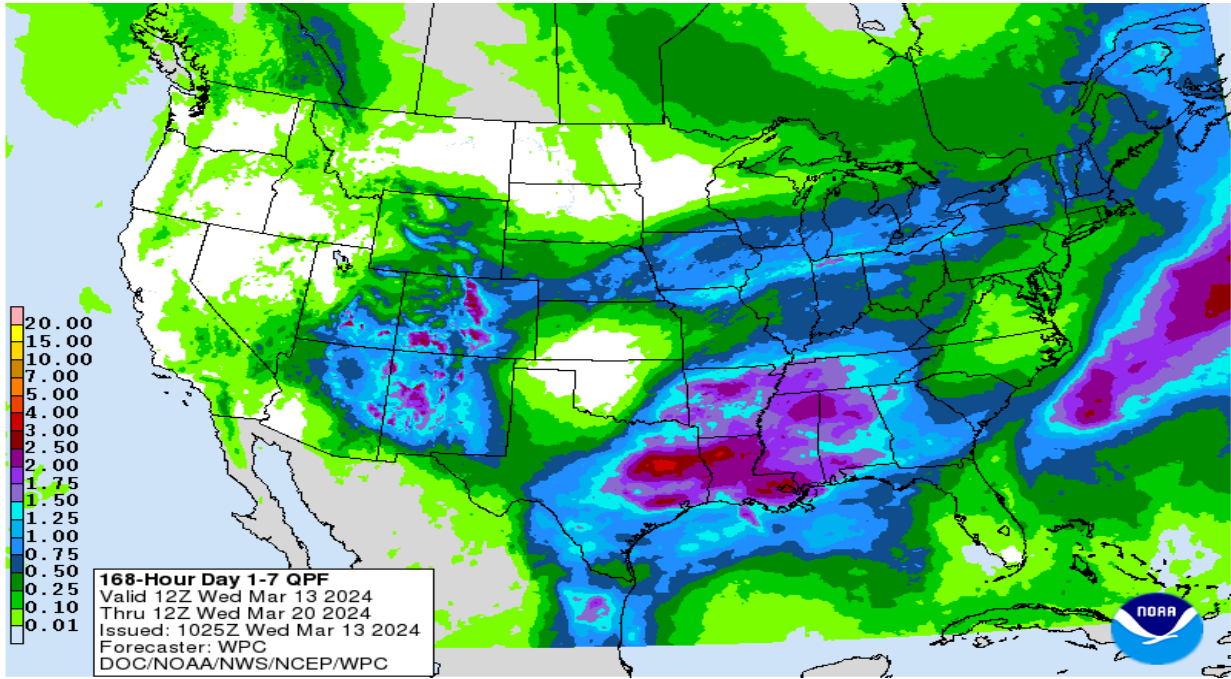 20.00
15.00
10.00
7.00
5.00
4.00
3.00
2.50
2.00
1.75
1.50
1.25
1.00
0.75
0.50
0.25
0.10
0.01
168-Hour Day 1-7 QPF
Valid 12Z Wed Mar 13 2024
Thru 12Z Wed Mar 20 2024
Issued: 1025Z Wed Mar 13 2024
Forecaster: WPC
DOC/NOAA/NWS/NCEP/WPC
NOAA